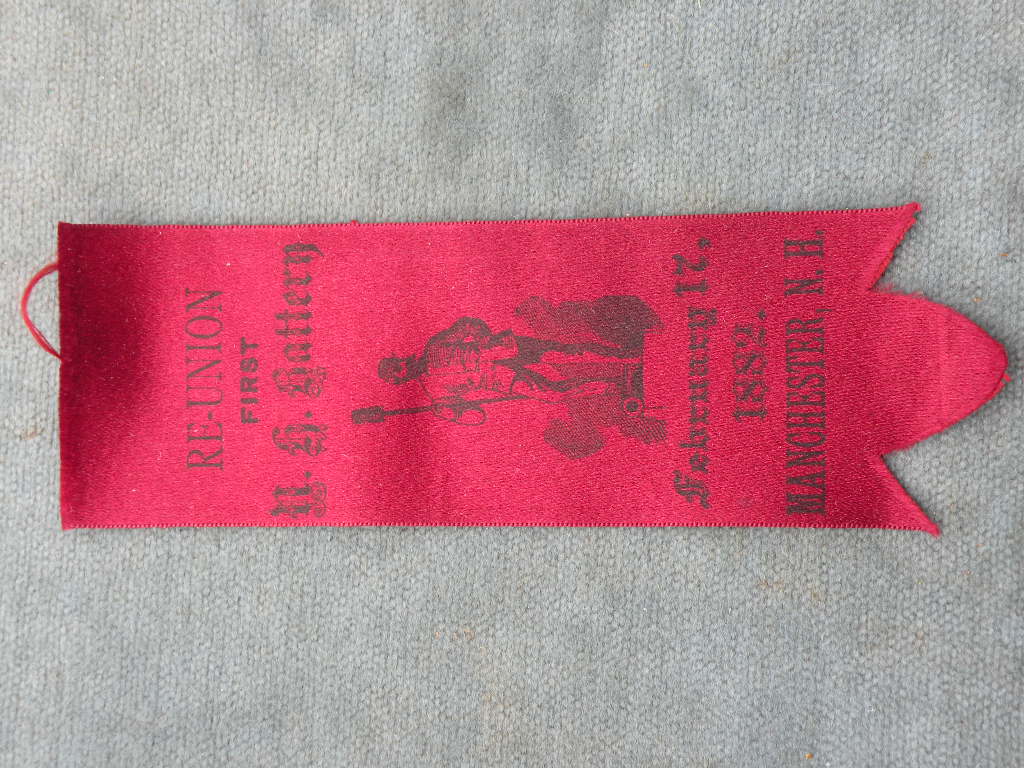 RE-UNION
FIRST
N. H. Battery
February 17,
1882.
MANCHESTER, N. H.